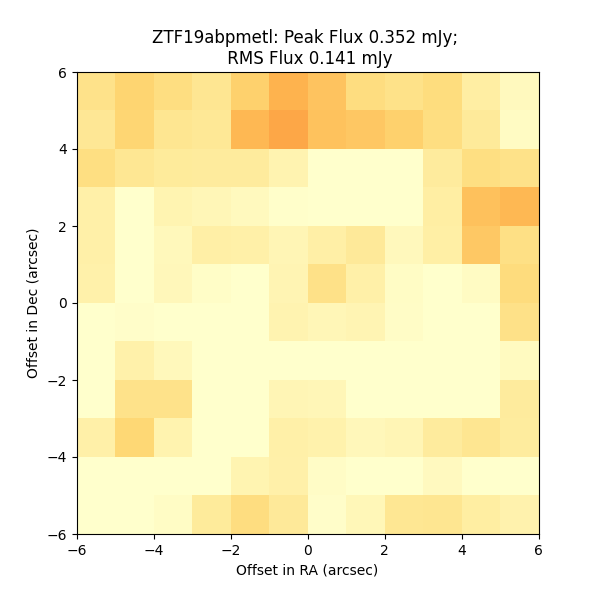 ZTF19abpmetl: Peak Flux 0.352 mJy;
RMS Flux 0.141 mJy
6
4
2
0
−2
−4
−6
Offset in Dec (arcsec)
−6 −4 −2 0 2 4 6
Offset in RA (arcsec)